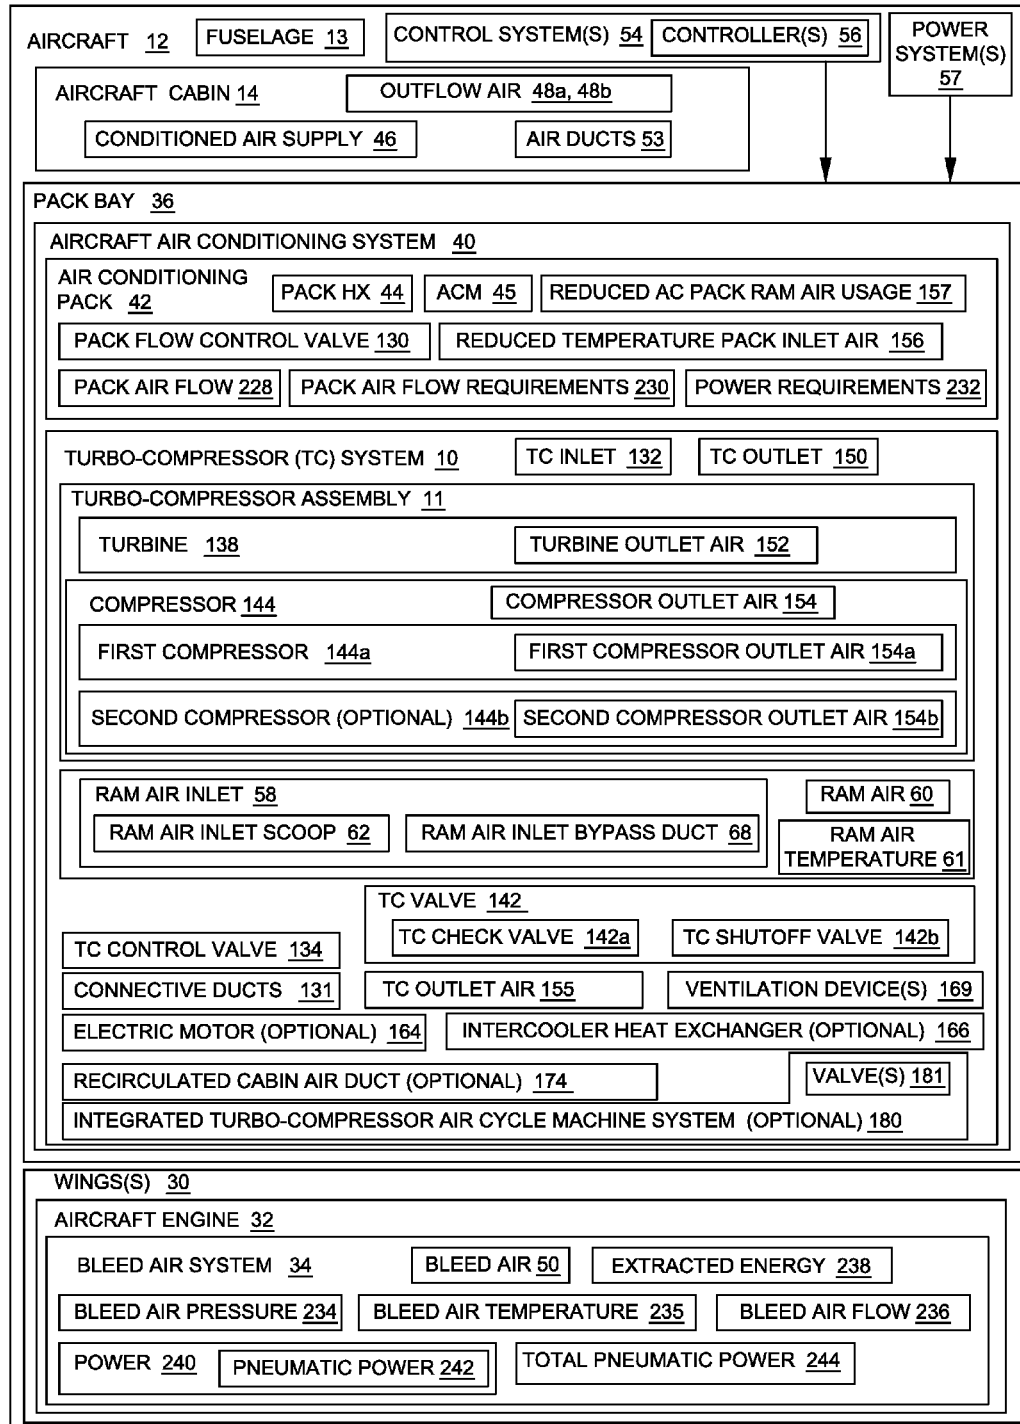 AIRCRAFT 12
FUSELAGE 13
CONTROL SYSTEM(S) 54
CONTROLLER(S) 56
POWER
SYSTEM(S)
57
AIRCRAFT CABIN 14
OUTFLOW AIR 48a, 48b
CONDITIONED AIR SUPPLY 46
AIR DUCTS 53
PACK BAY 36
AIRCRAFT AIR CONDITIONING SYSTEM 40
AIR CONDITIONING
PACK 42
PACK HX 44
ACM 45
REDUCED AC PACK RAM AIR USAGE 157
PACK FLOW CONTROL VALVE 130
REDUCED TEMPERATURE PACK INLET AIR 156
PACK AIR FLOW 228
PACK AIR FLOW REQUIREMENTS 230
POWER REQUIREMENTS 232
TURBO-COMPRESSOR (TC) SYSTEM 10
TC INLET 132
TC OUTLET 150
TURBO-COMPRESSOR ASSEMBLY 11
TURBINE 138
TURBINE OUTLET AIR 152
COMPRESSOR 144
COMPRESSOR OUTLET AIR 154
FIRST COMPRESSOR 144a
FIRST COMPRESSOR OUTLET AIR 154a
SECOND COMPRESSOR (OPTIONAL) 144b
SECOND COMPRESSOR OUTLET AIR 154b
RAM AIR INLET 58
RAM AIR 60
RAM AIR INLET SCOOP 62
RAM AIR INLET BYPASS DUCT 68
RAM AIR
TEMPERATURE 61
TC VALVE 142
TC CHECK VALVE 142a
TC SHUTOFF VALVE 142b
TC CONTROL VALVE 134
CONNECTIVE DUCTS 131
TC OUTLET AIR 155
VENTILATION DEVICE(S) 169
ELECTRIC MOTOR (OPTIONAL) 164
INTERCOOLER HEAT EXCHANGER (OPTIONAL) 166
RECIRCULATED CABIN AIR DUCT (OPTIONAL) 174
VALVE(S) 181
INTEGRATED TURBO-COMPRESSOR AIR CYCLE MACHINE SYSTEM (OPTIONAL) 180
WINGS(S) 30
AIRCRAFT ENGINE 32
BLEED AIR SYSTEM 34
BLEED AIR 50
EXTRACTED ENERGY 238
BLEED AIR PRESSURE 234
BLEED AIR TEMPERATURE 235
BLEED AIR FLOW 236
POWER 240
PNEUMATIC POWER 242
TOTAL PNEUMATIC POWER 244